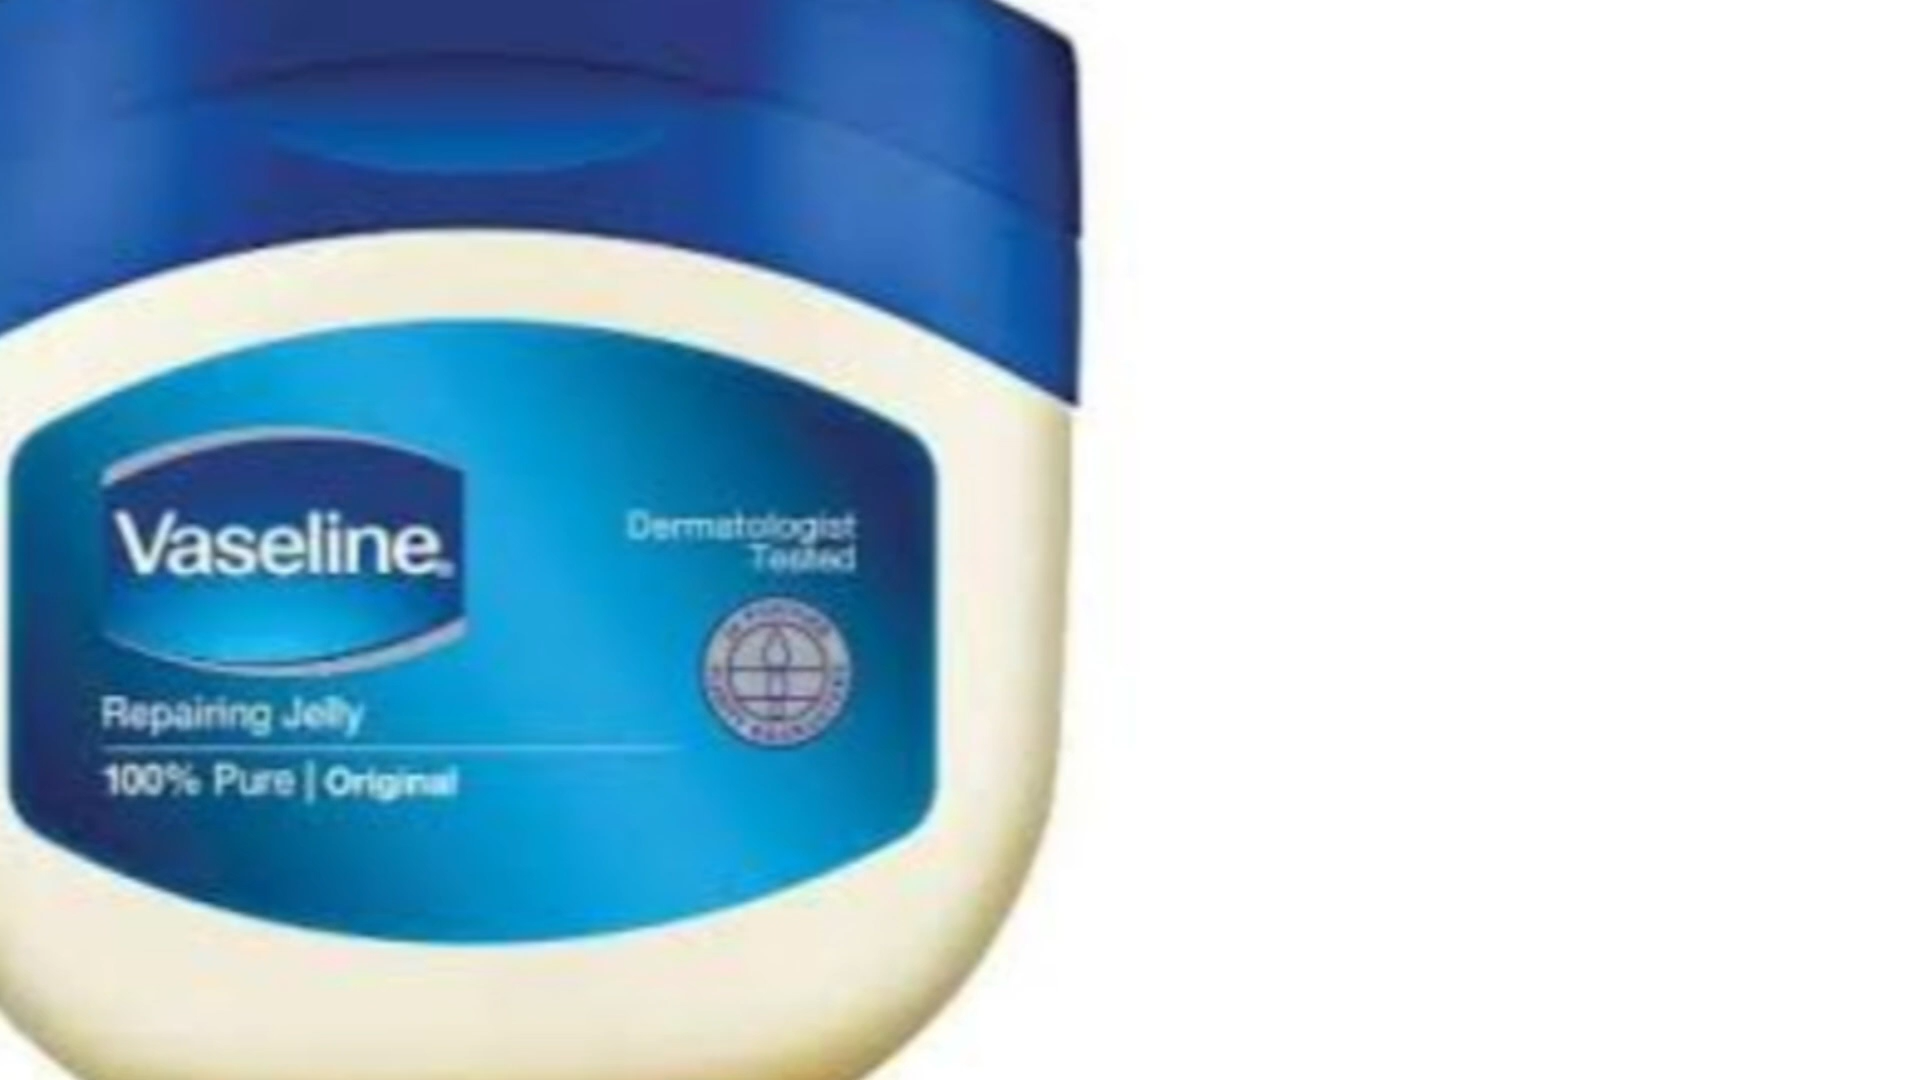 Vaseline®
Repairing Jelly
100% Pure | Original
Dermatologist
Tested